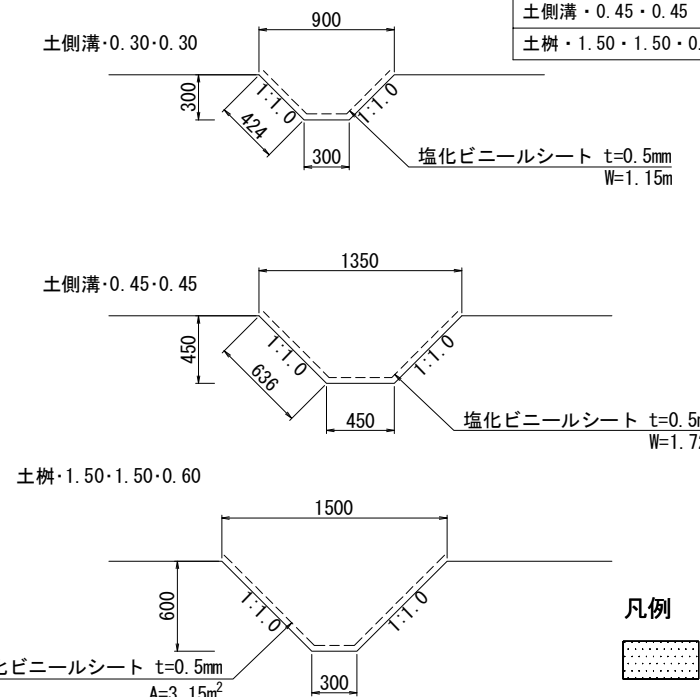 土側溝・0.45・0.45
土桝・1.50・1.50・0.
土側溝・0.30・0.30
900
300
1:1.0
1:1.0
424
300
塩化ビニールシート t=0.5mm
W=1.15m
土側溝・0.45・0.45
1350
450
1:1.0
1:1.0
636
450
塩化ビニールシート t=0.5m
W=1.7
土桝・1.50・1.50・0.60
1500
600
1:1.0
1:1.0
300
ビニールシート t=0.5mm
A=3.15m²
凡例